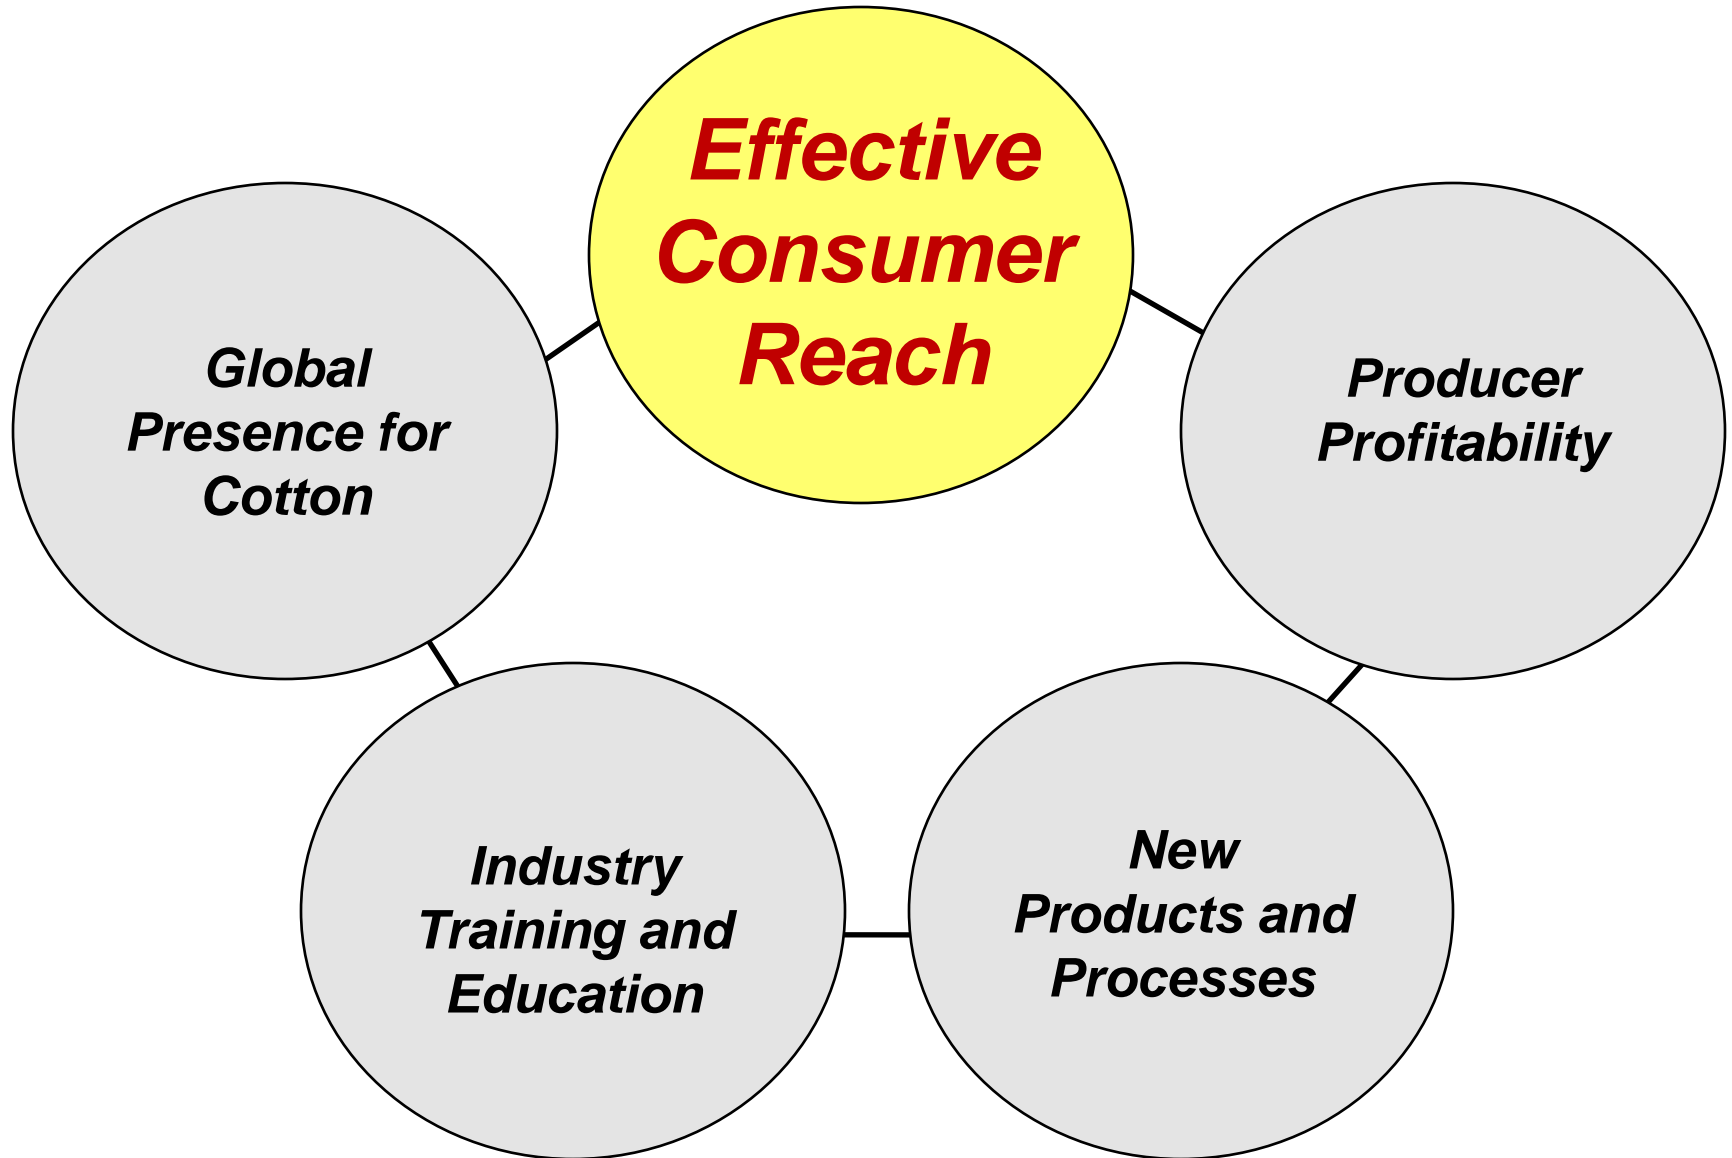 Effective
Consumer
Reach
Global
Presence for
Cotton
Producer
Profitability
Industry
Training and
Education
New
Products and
Processes